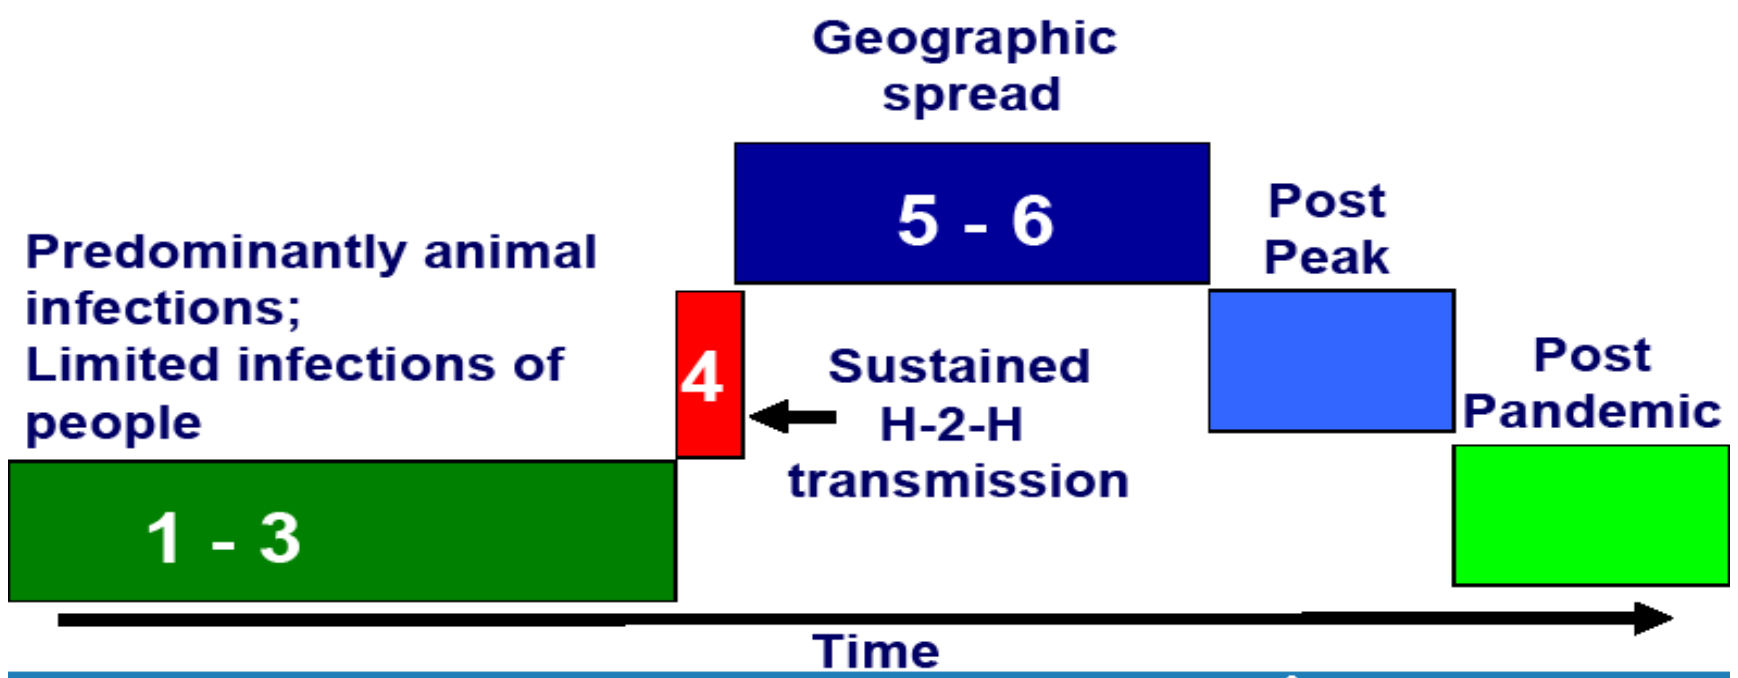 Geographic
spread
5 - 6
Post
Peak
Predominantly animal
infections;
Limited infections of
people
4
Sustained
H-2-H
transmission
Post
Pandemic
1 - 3
Time